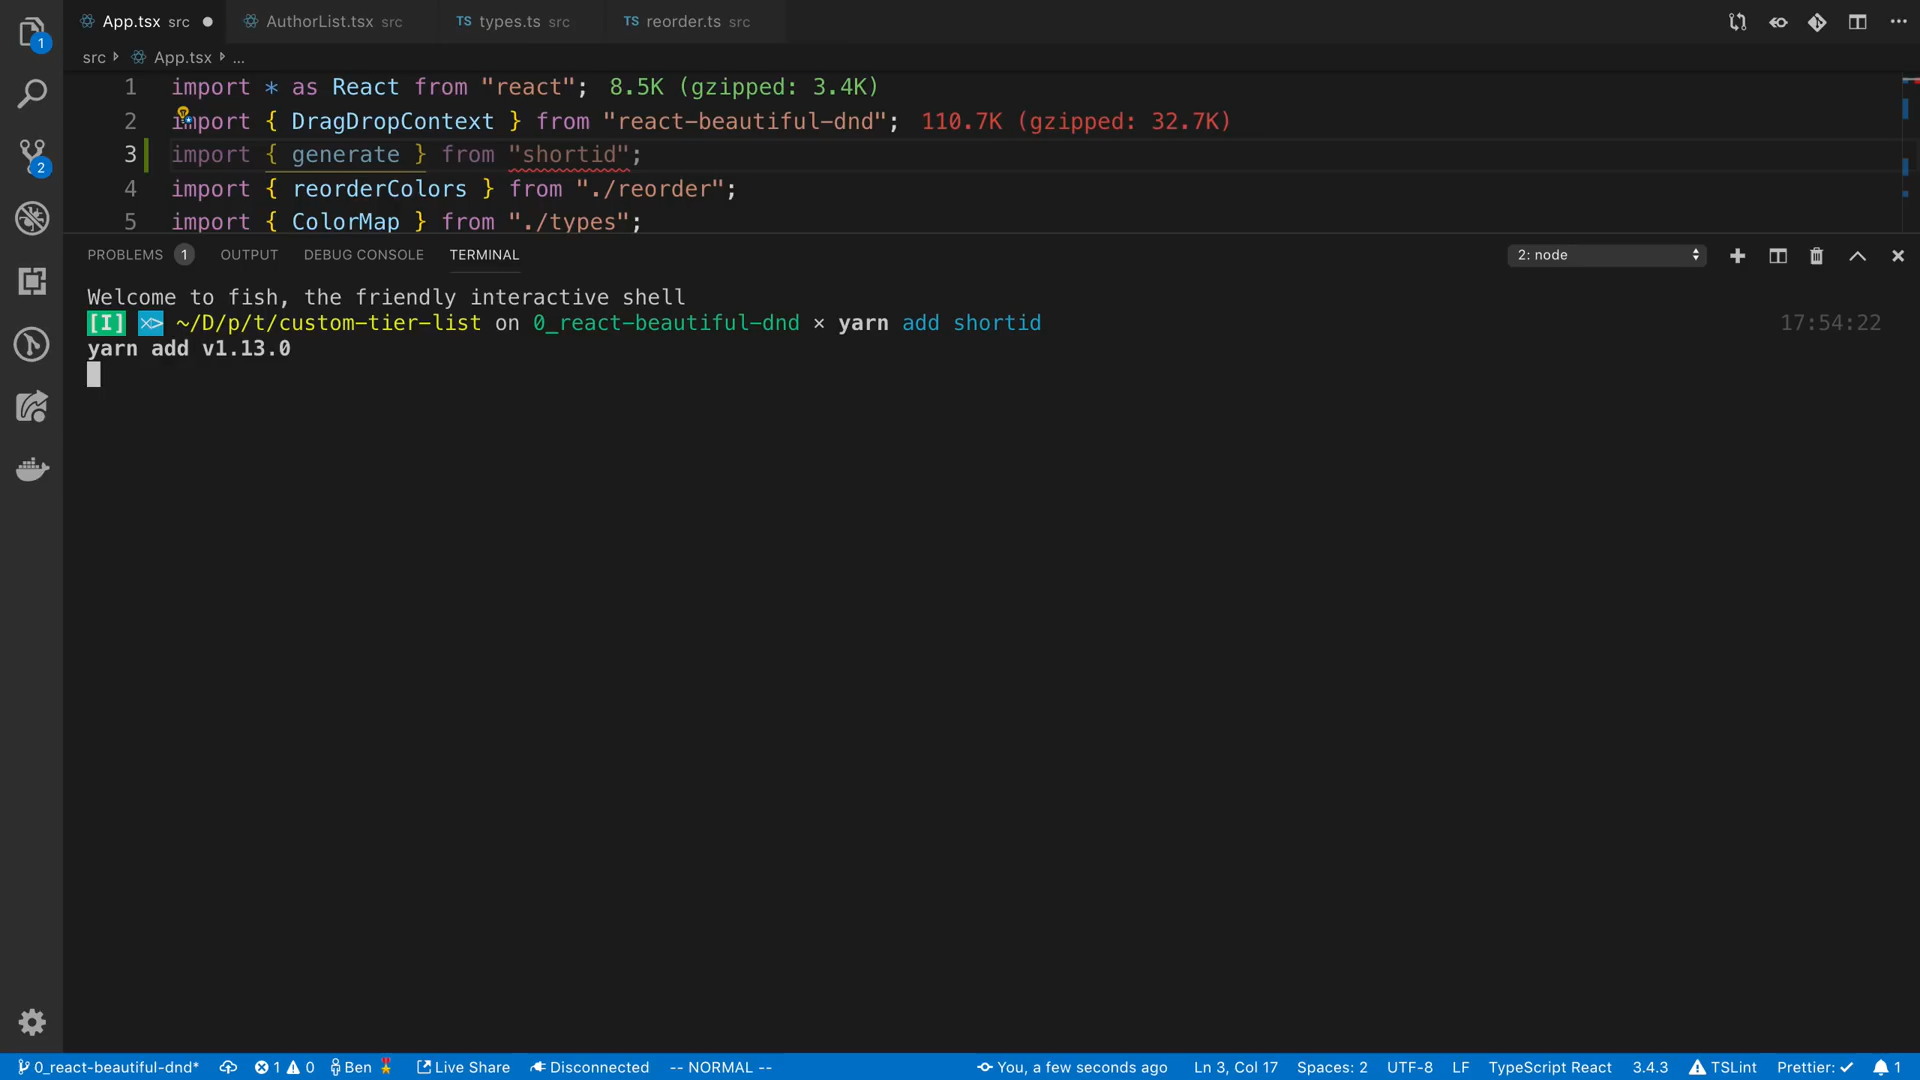 App.tsx src ● AuthorList.tsx src TS types.ts src TS reorder.ts src
src App.tsx ...
1 import * as React from "react"; 8.5K (gzipped: 3.4K)
2 import { DragDropContext } from "react-beautiful-dnd"; 110.7K (gzipped: 32.7K)
3 import { generate } from "shortid";
4 import { reorderColors } from "./reorder";
5 import { ColorMap } from "./types";
1
2
PROBLEMS 1 OUTPUT DEBUG CONSOLE TERMINAL 2: node
Welcome to fish, the friendly interactive shell
[I] ~/D/p/t/custom-tier-list on 0_react-beautiful-dnd × yarn add shortid 17:54:22
yarn add v1.13.0
0_react-beautiful-dnd* 1 0 Ben Live Share Disconnected -- NORMAL -- You, a few seconds ago Ln 3, Col 17 Spaces: 2 UTF-8 LF TypeScript React 3.4.3 TSLint Prettier: ✓ 1